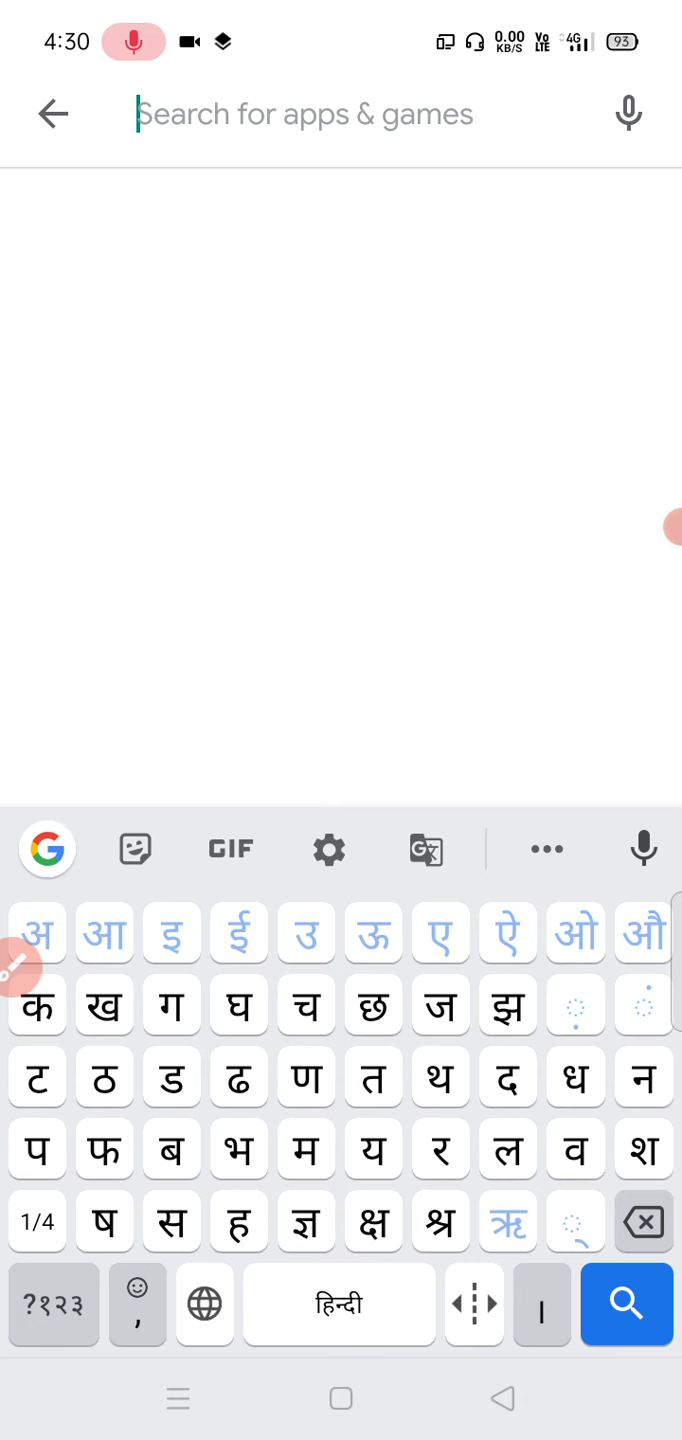 4:30 0.00 KB/S Vo LTE 4G 93
Search for apps & games
GIF
अ आ इ ई उ ऊ ए ऐ ओ औ
क ख ग घ च छ ज झ ़ ं
ट ठ ड ढ ण त थ द ध न
प फ ब भ म य र ल व श
1/4 ष स ह ज्ञ क्ष श्र ऋ ्
?१२३ , हिन्दी ।